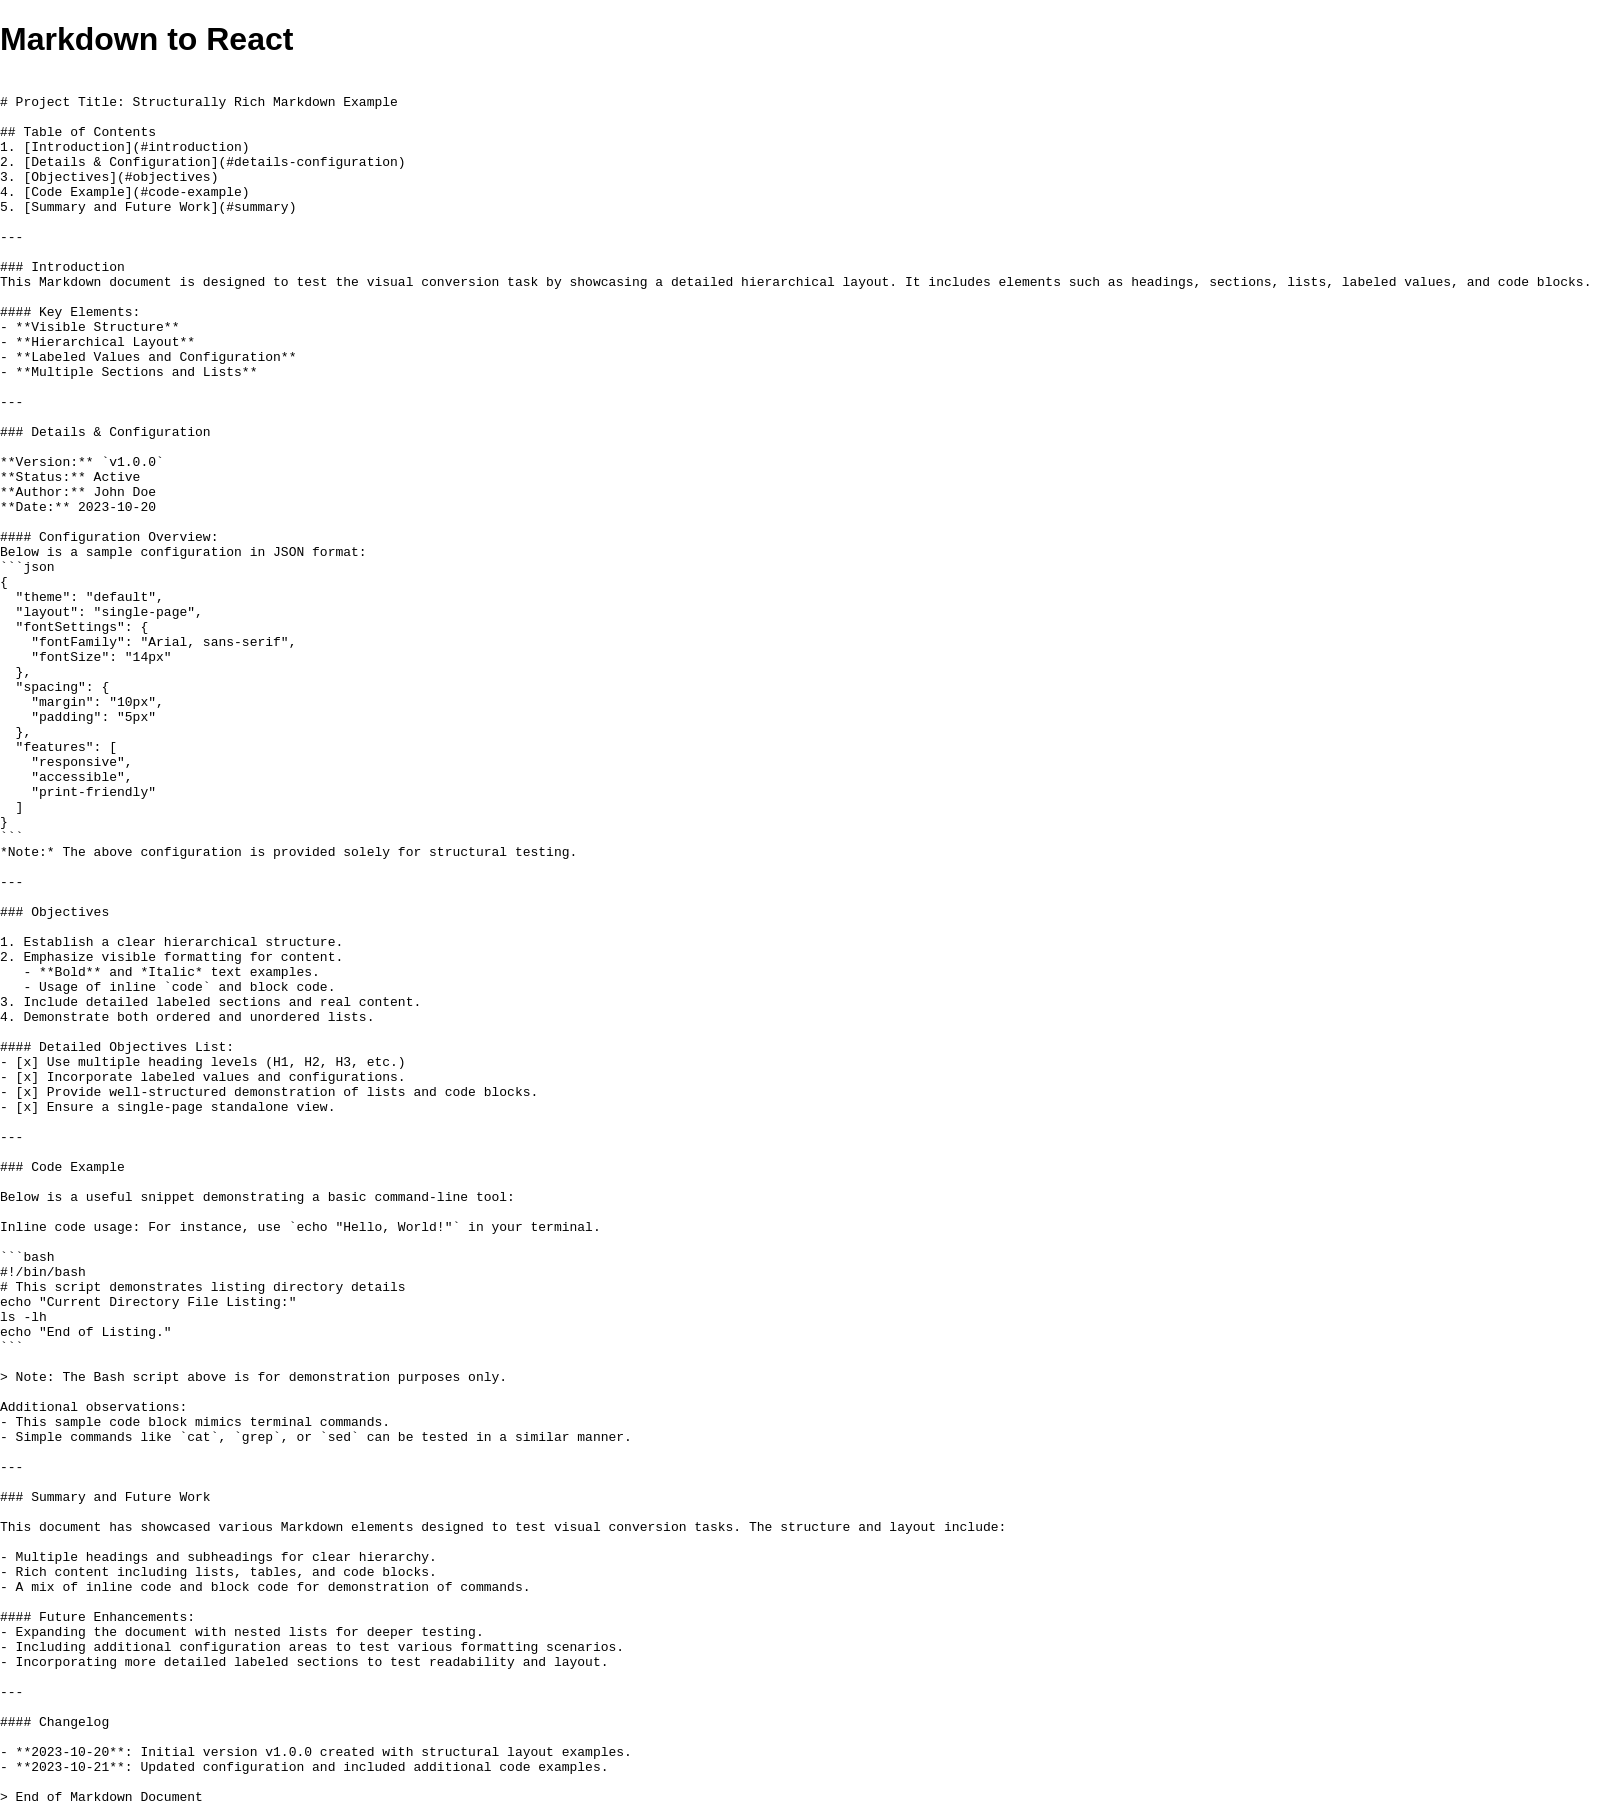 Markdown to React
# Project Title: Structurally Rich Markdown Example
## Table of Contents
1. [Introduction](#introduction)
2. [Details & Configuration](#details-configuration)
3. [Objectives](#objectives)
4. [Code Example](#code-example)
5. [Summary and Future Work](#summary)
---
### Introduction
This Markdown document is designed to test the visual conversion task by showcasing a detailed hierarchical layout. It includes elements such as headings, sections, lists, labeled values, and code blocks.
#### Key Elements:
- **Visible Structure**
- **Hierarchical Layout**
- **Labeled Values and Configuration**
- **Multiple Sections and Lists**
---
### Details & Configuration
**Version:** `v1.0.0`
**Status:** Active
**Author:** John Doe
**Date:** 2023-10-20
#### Configuration Overview:
Below is a sample configuration in JSON format:
```json
{
  "theme": "default",
  "layout": "single-page",
  "fontSettings": {
    "fontFamily": "Arial, sans-serif",
    "fontSize": "14px"
  },
  "spacing": {
    "margin": "10px",
    "padding": "5px"
  },
  "features": [
    "responsive",
    "accessible",
    "print-friendly"
  ]
}
```
*Note:* The above configuration is provided solely for structural testing.
---
### Objectives
1. Establish a clear hierarchical structure.
2. Emphasize visible formatting for content.
   - **Bold** and *Italic* text examples.
   - Usage of inline `code` and block code.
3. Include detailed labeled sections and real content.
4. Demonstrate both ordered and unordered lists.
#### Detailed Objectives List:
- [x] Use multiple heading levels (H1, H2, H3, etc.)
- [x] Incorporate labeled values and configurations.
- [x] Provide well-structured demonstration of lists and code blocks.
- [x] Ensure a single-page standalone view.
---
### Code Example
Below is a useful snippet demonstrating a basic command-line tool:
Inline code usage: For instance, use `echo "Hello, World!"` in your terminal.
```bash
#!/bin/bash
# This script demonstrates listing directory details
echo "Current Directory File Listing:"
ls -lh
echo "End of Listing."
```
> Note: The Bash script above is for demonstration purposes only.
Additional observations:
- This sample code block mimics terminal commands.
- Simple commands like `cat`, `grep`, or `sed` can be tested in a similar manner.
---
### Summary and Future Work
This document has showcased various Markdown elements designed to test visual conversion tasks. The structure and layout include:
- Multiple headings and subheadings for clear hierarchy.
- Rich content including lists, tables, and code blocks.
- A mix of inline code and block code for demonstration of commands.
#### Future Enhancements:
- Expanding the document with nested lists for deeper testing.
- Including additional configuration areas to test various formatting scenarios.
- Incorporating more detailed labeled sections to test readability and layout.
---
#### Changelog
- **2023-10-20**: Initial version v1.0.0 created with structural layout examples.
- **2023-10-21**: Updated configuration and included additional code examples.
> End of Markdown Document